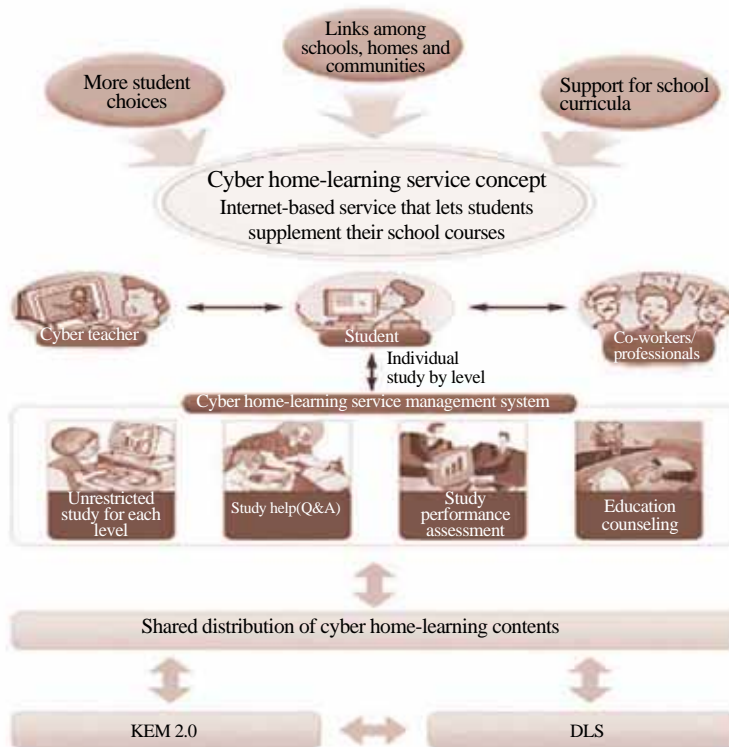 Links among
schools, homes and
communities
More student
choices
Support for school
curricula
Cyber home-learning service concept
Internet-based service that lets students
supplement their school courses
Cyber teacher
Student
Co-workers/
professionals
Individual
study by level
Cyber home-learning service management system
Unrestricted
study for each
level
Study help(Q&A)
Study
performance
assessment
Education
counseling
Shared distribution of cyber home-learning contents
KEM 2.0
DLS